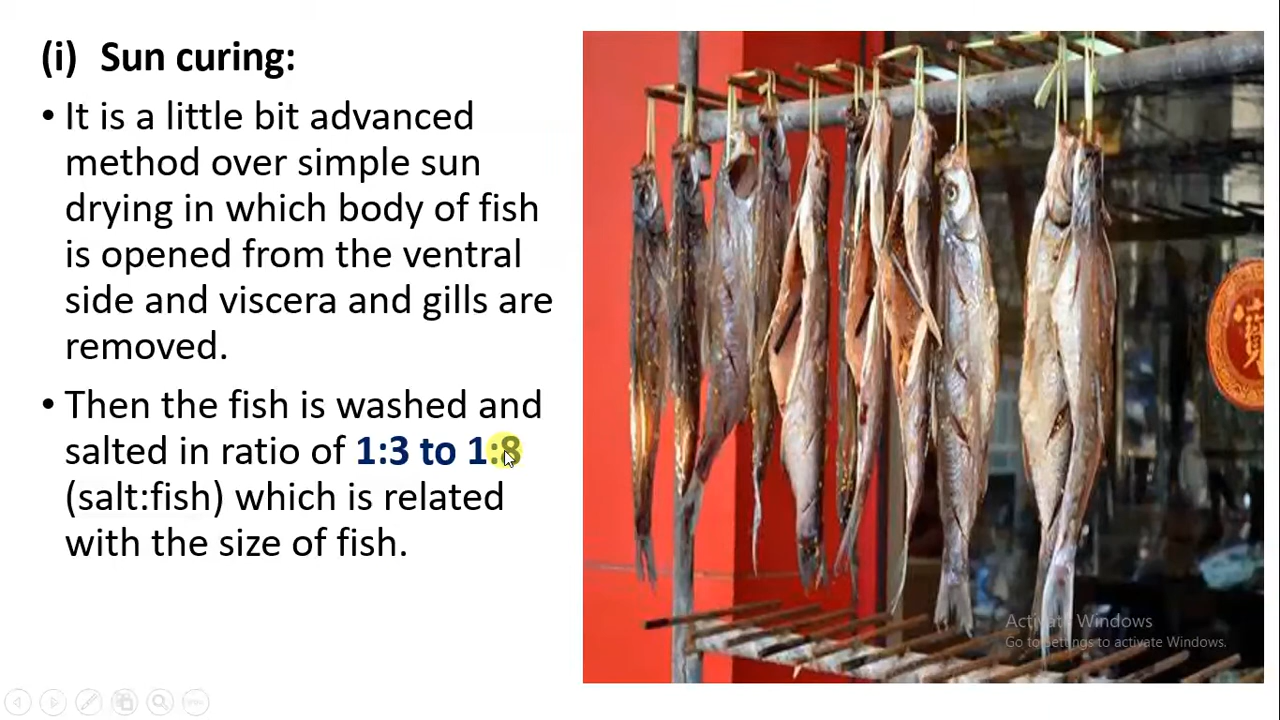 (i) Sun curing:
• It is a little bit advanced
method over simple sun
drying in which body of fish
is opened from the ventral
side and viscera and gills are
removed.
• Then the fish is washed and
salted in ratio of 1:3 to 1:8
(salt:fish) which is related
with the size of fish.
Activate Windows
Go to Settings to activate Windows.